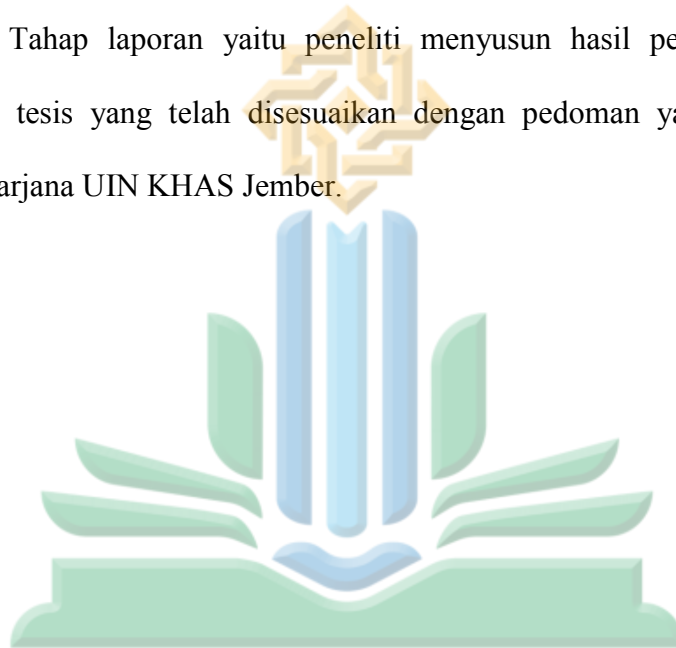 Tahap laporan yaitu peneliti menyusun hasil pe
tesis yang telah disesuaikan dengan pedoman ya
arjana UIN KHAS Jember.